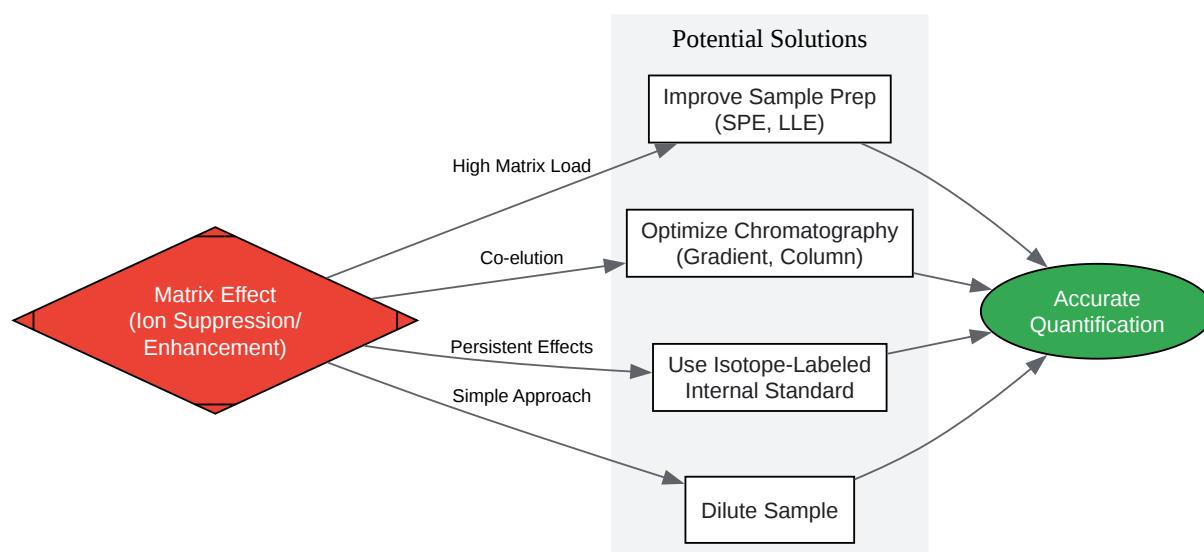 Potential Solutions
Improve Sample Prep
(SPE, LLE)
High Matrix Load
Optimize Chromatography
(Gradient, Column)
Co-elution
Matrix Effect
(Ion Suppression/
Enhancement)
Accurate
Quantification
Persistent Effects
Use Isotope-Labeled
Internal Standard
Simple Approach
Dilute Sample